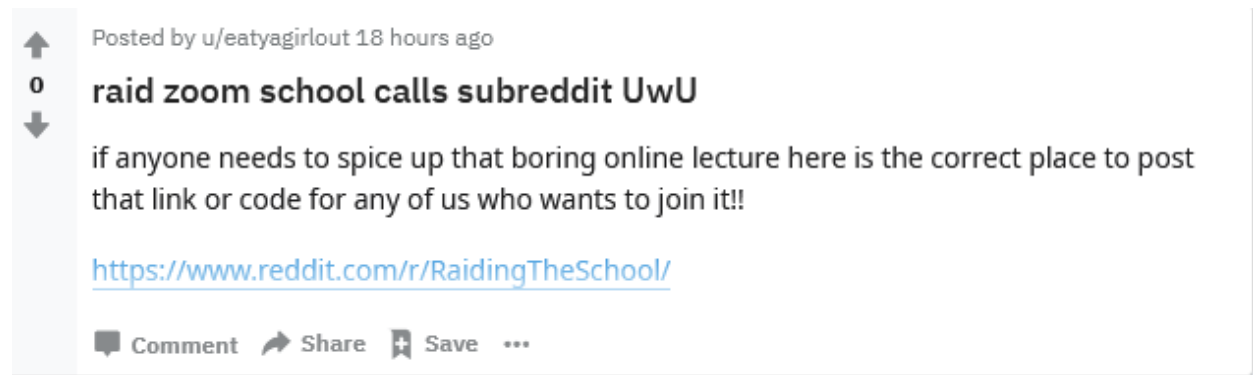 Posted by u/eatyagirlout 18 hours ago
0
raid zoom school calls subreddit UwU
if anyone needs to spice up that boring online lecture here is the correct place to post
that link or code for any of us who wants to join it!!
https://www.reddit.com/r/RaidingTheSchool/
Comment Share Save ...